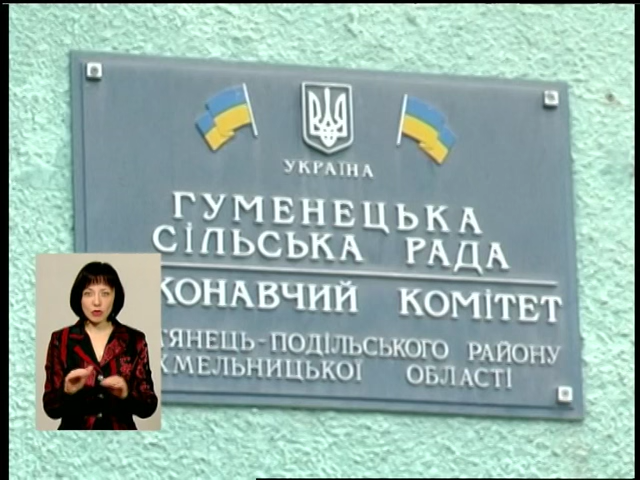 УКРАЇНА
ГУМЕНЕЦЬКА
СІЛЬСЬКА РАДА
КОНАВЧИЙ КОМІТЕТ
ЯНЕЦЬ-ПОДІЛЬСЬКОГО РАЙОНУ
ХМЕЛЬНИЦЬКОЇ ОБЛАСТІ